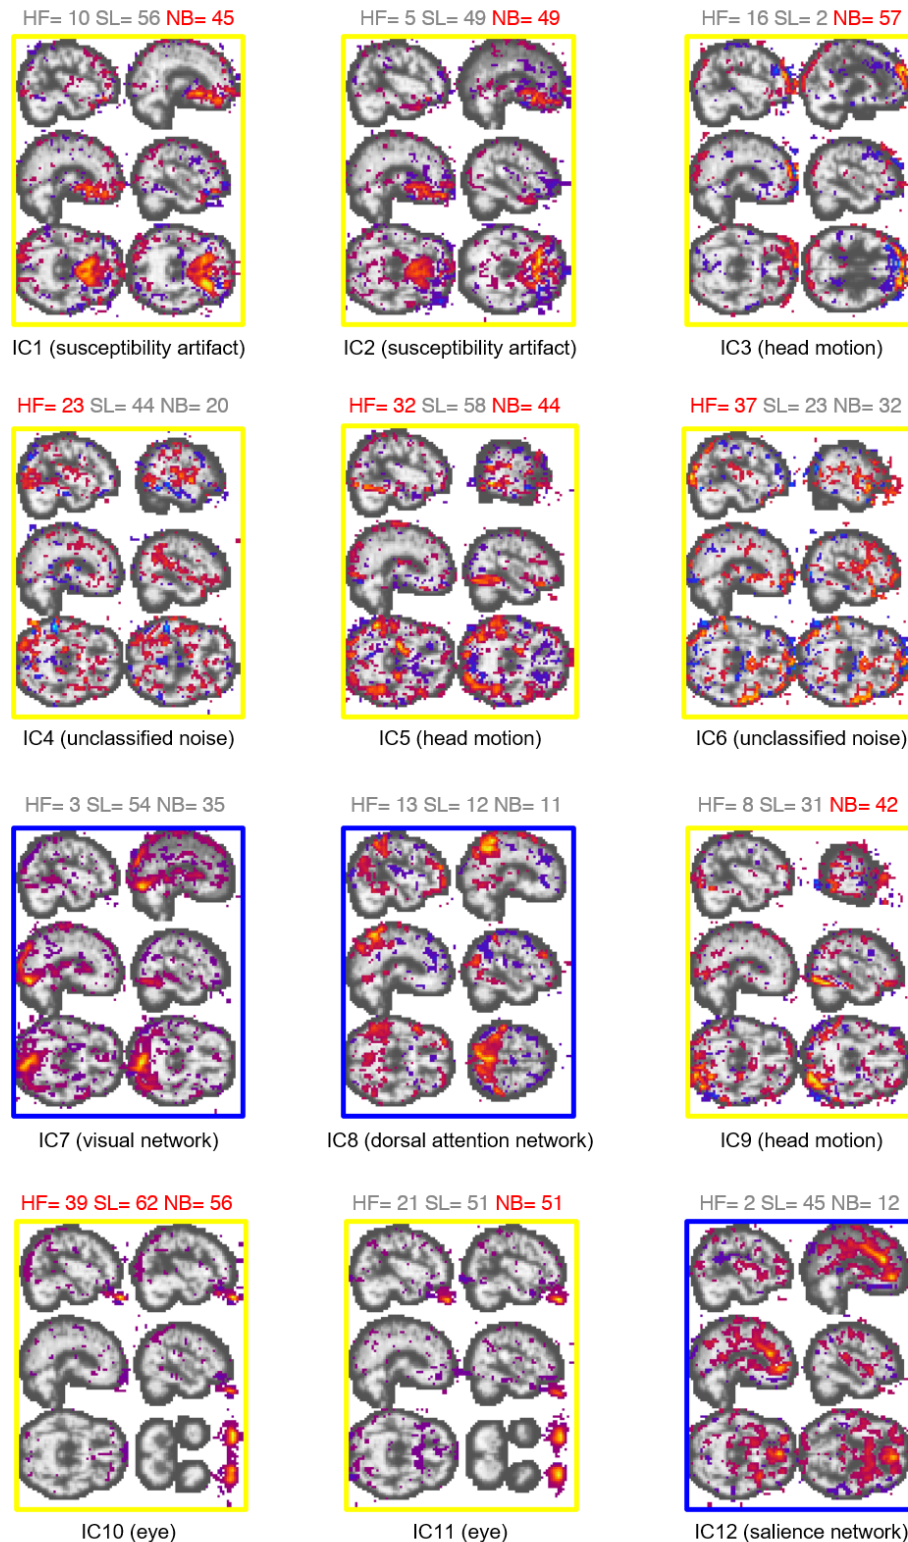 HF= 10 SL= 56 NB= 45
HF= 5 SL= 49 NB= 49
HF= 16 SL= 2 NB= 57
IC1 (susceptibility artifact)
IC2 (susceptibility artifact)
IC3 (head motion)
HF= 23 SL= 44 NB= 20
HF= 32 SL= 58 NB= 44
HF= 37 SL= 23 NB= 32
IC4 (unclassified noise)
IC5 (head motion)
IC6 (unclassified noise)
HF= 3 SL= 54 NB= 35
HF= 13 SL= 12 NB= 11
HF= 8 SL= 31 NB= 42
IC7 (visual network)
IC8 (dorsal attention network)
IC9 (head motion)
HF= 39 SL= 62 NB= 56
HF= 21 SL= 51 NB= 51
HF= 2 SL= 45 NB= 12
IC10 (eye)
IC11 (eye)
IC12 (salience network)